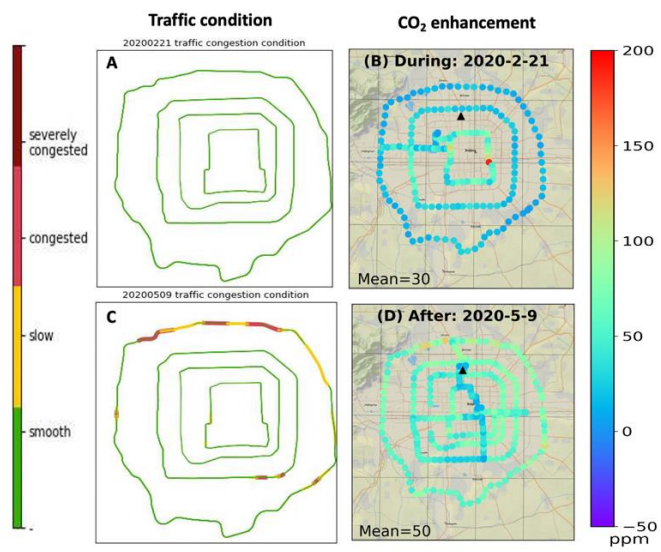 Traffic condition
CO₂ enhancement
20200221 traffic congestion condition
A
(B) During: 2020-2-21
Mean=30
severely
congested
congested
slow
smooth
-
200
150
100
50
0
−50
ppm
20200509 traffic congestion condition
C
(D) After: 2020-5-9
Mean=50